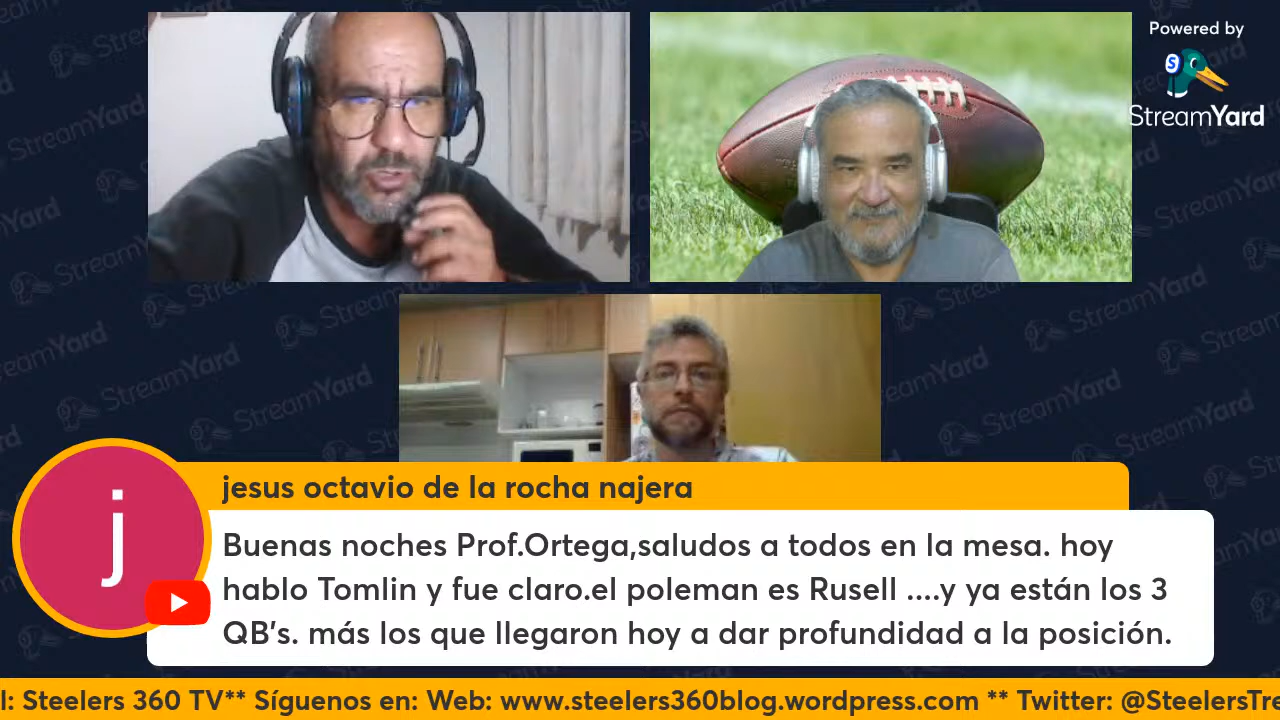 Powered by
StreamYard
jesus octavio de la rocha najera
j
Buenas noches Prof.Ortega,saludos a todos en la mesa. hoy
hablo Tomlin y fue claro.el poleman es Rusell ....y ya están los 3
QB's. más los que llegaron hoy a dar profundidad a la posición.
l: Steelers 360 TV** Síguenos en: Web: www.steelers360blog.wordpress.com ** Twitter: @SteelersTre